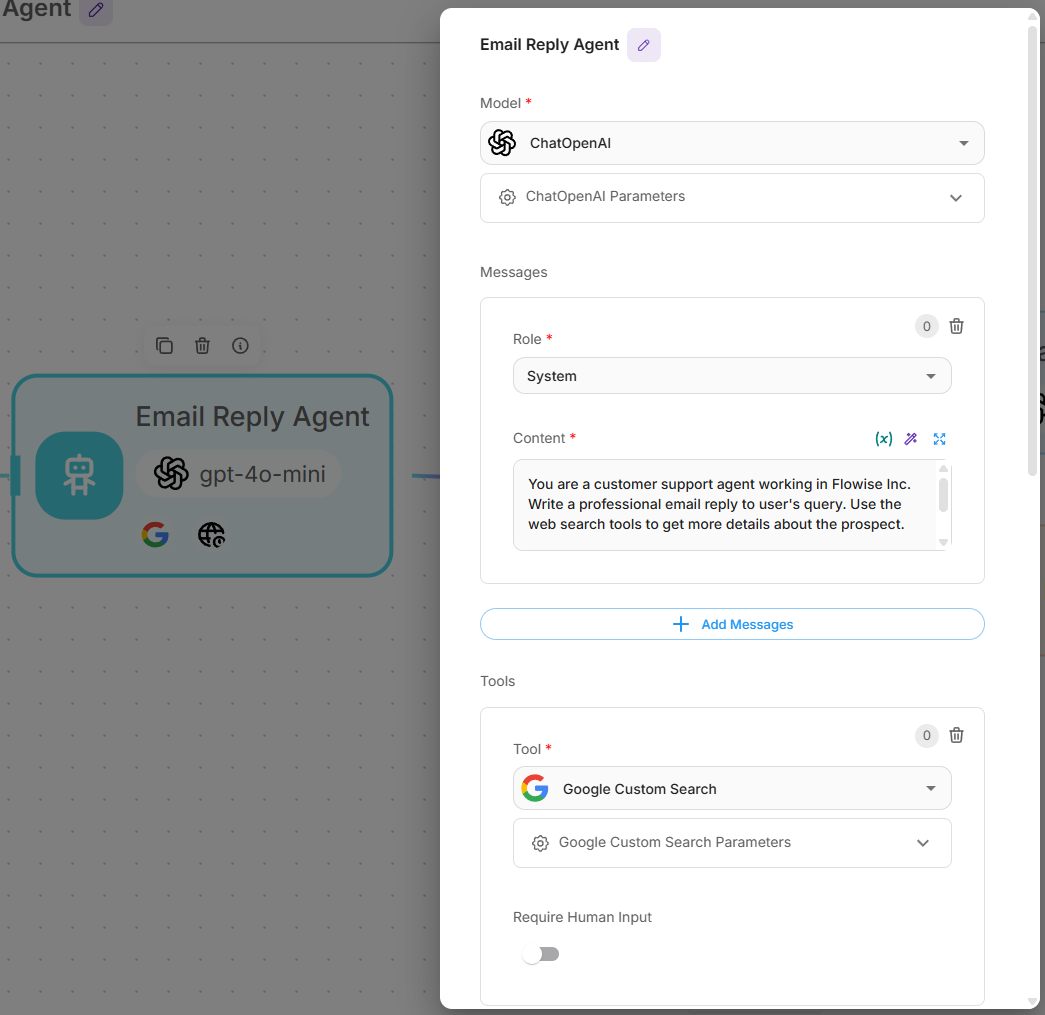 Agent
Email Reply Agent
gpt-4o-mini
Email Reply Agent
Model *
ChatOpenAI
ChatOpenAI Parameters
Messages
0
Role *
System
Content *
(x)
You are a customer support agent working in Flowise Inc.
Write a professional email reply to user's query. Use the
web search tools to get more details about the prospect.
Add Messages
Tools
0
Tool *
Google Custom Search
Google Custom Search Parameters
Require Human Input